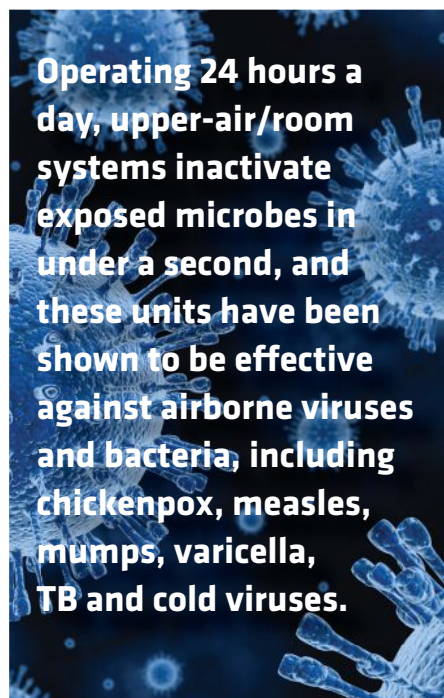 Operating 24 hours a
day, upper-air/room
systems inactivate
exposed microbes in
under a second, and
these units have been
shown to be effective
against airborne viruses
and bacteria, including
chickenpox, measles,
mumps, varicella,
TB and cold viruses.